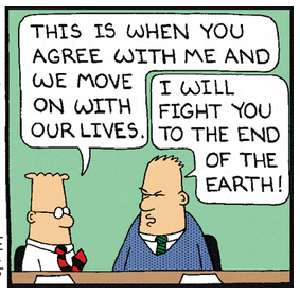 THIS IS WHEN YOU
AGREE WITH ME AND
WE MOVE
ON WITH
OUR LIVES.
I WILL
FIGHT YOU
TO THE END
OF THE
EARTH!